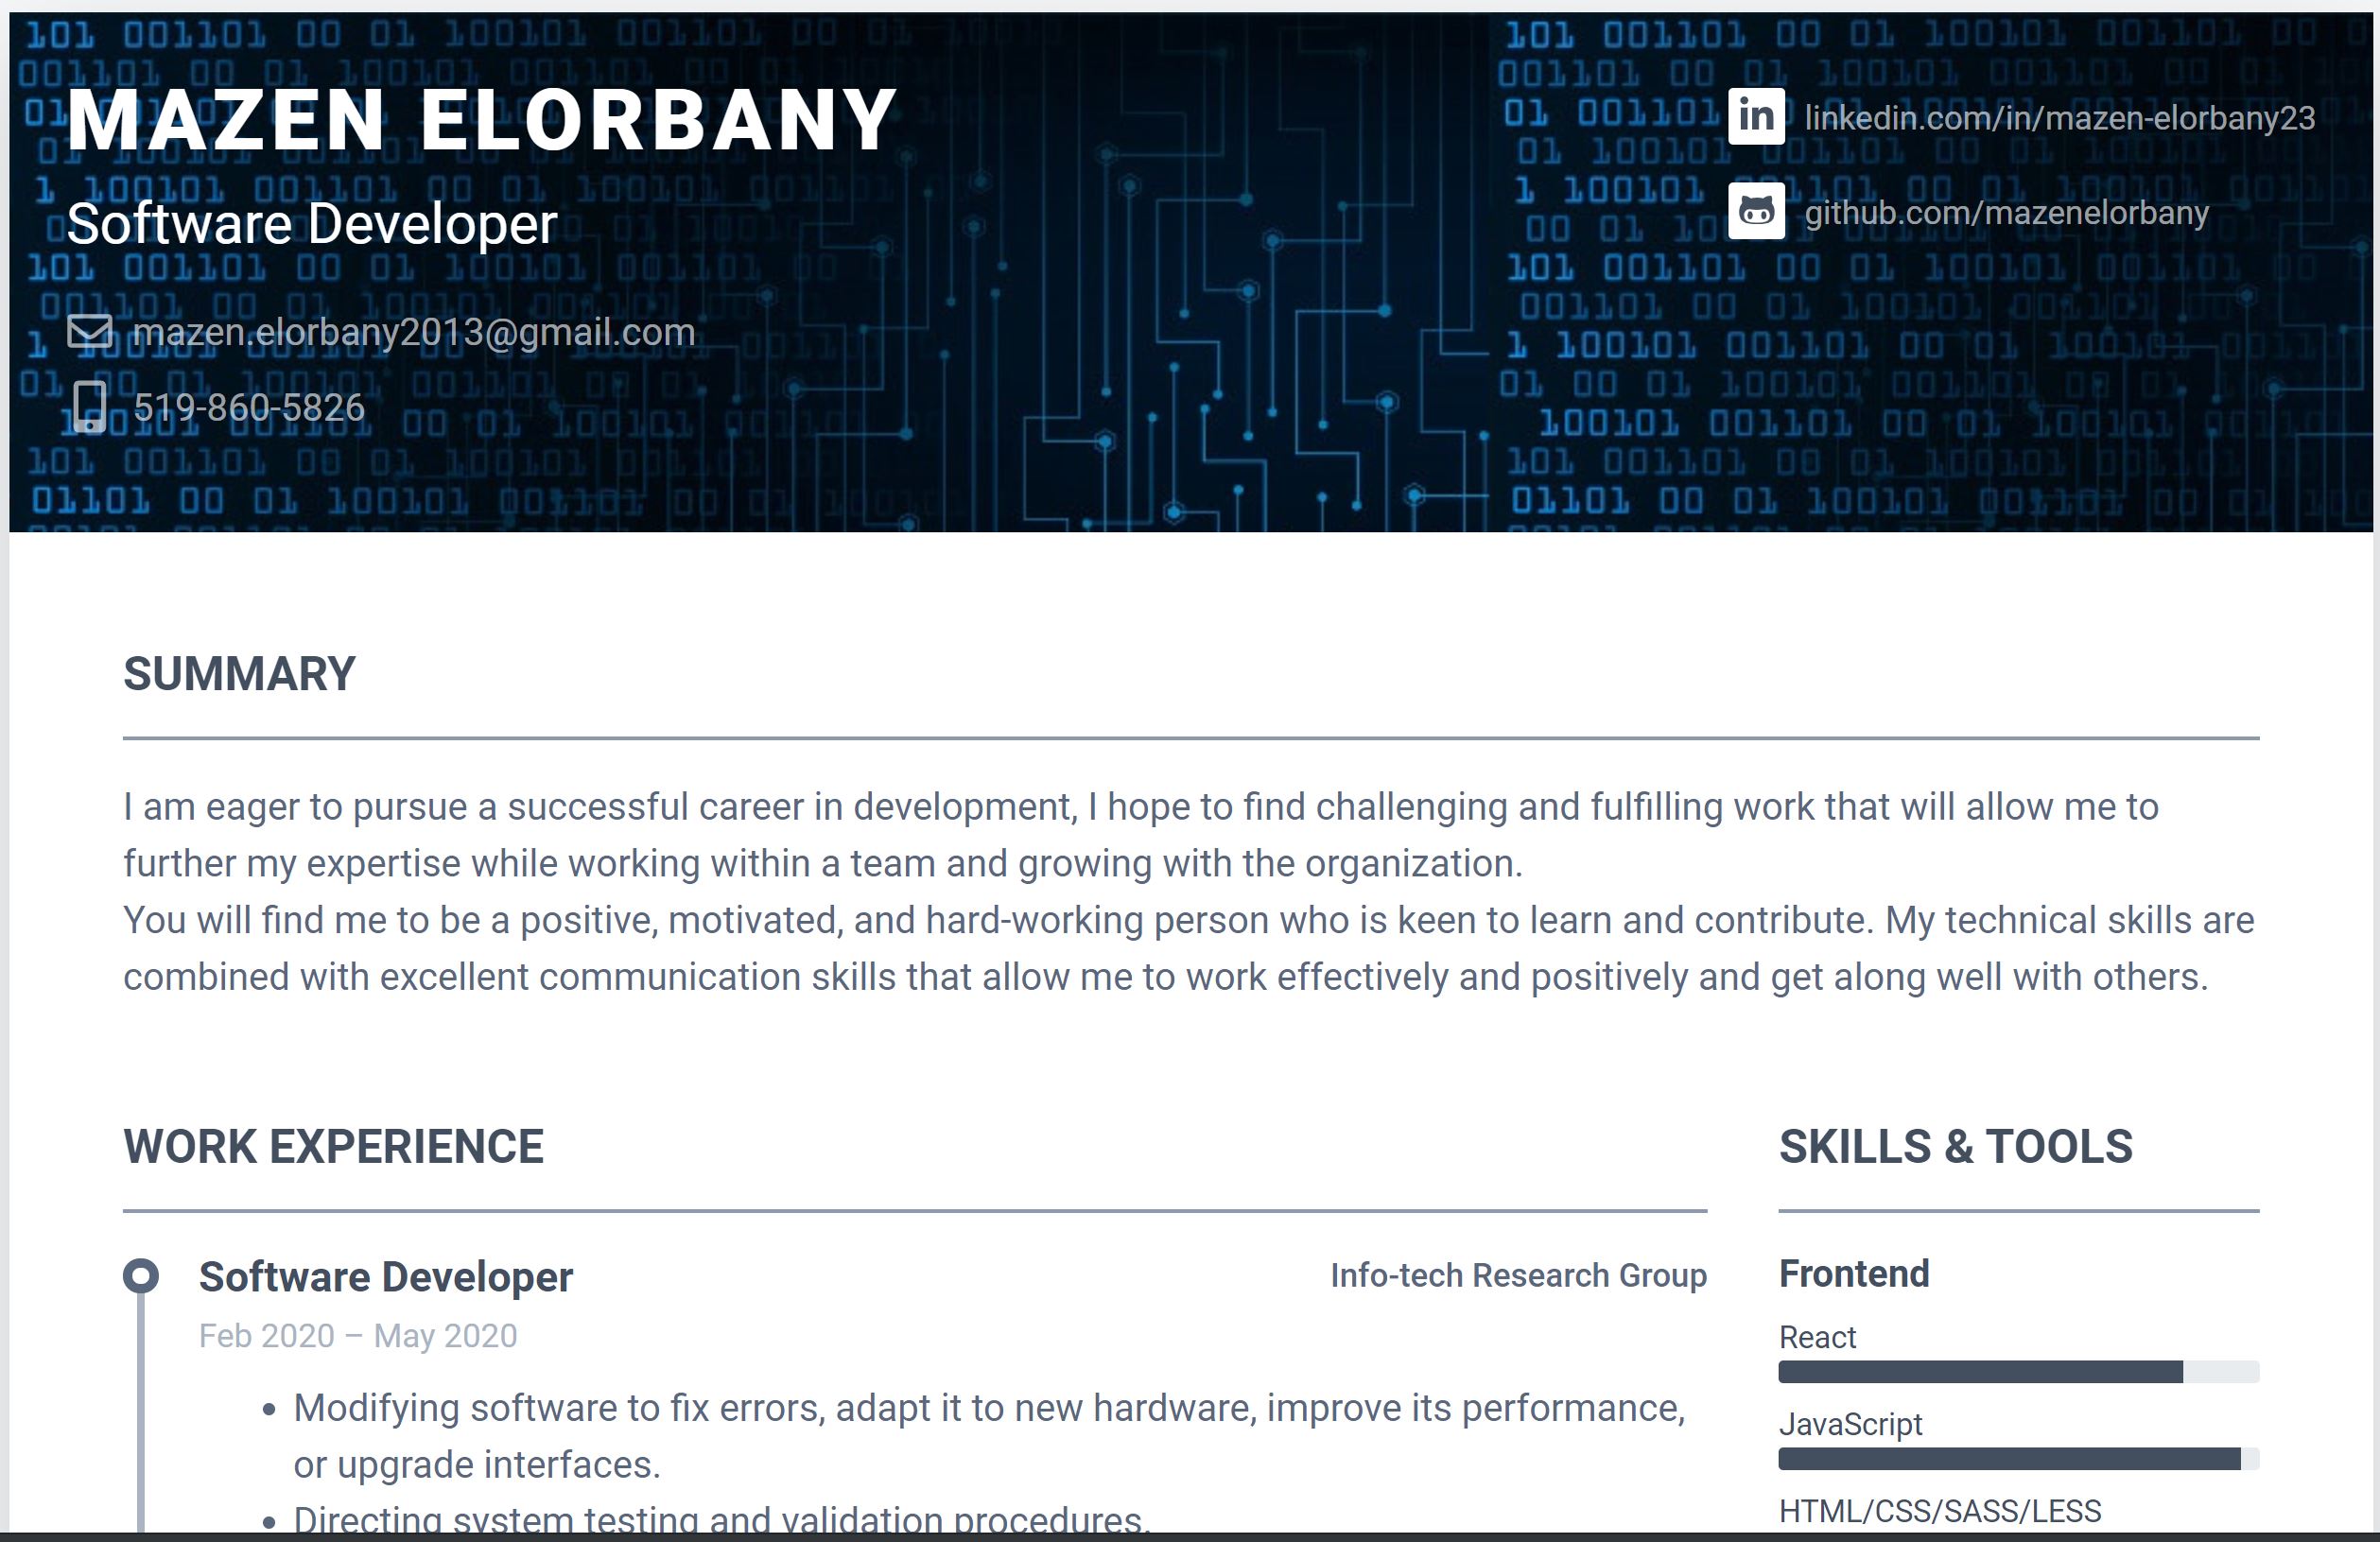 MAZEN ELORBANY
Software Developer
mazen.elorbany2013@gmail.com
519-860-5826
linkedin.com/in/mazen-elorbany23
github.com/mazenelorbany
SUMMARY
I am eager to pursue a successful career in development, I hope to find challenging and fulfilling work that will allow me to
further my expertise while working within a team and growing with the organization.
You will find me to be a positive, motivated, and hard-working person who is keen to learn and contribute. My technical skills are
combined with excellent communication skills that allow me to work effectively and positively and get along well with others.
WORK EXPERIENCE
Software Developer
Info-tech Research Group
Feb 2020 – May 2020
• Modifying software to fix errors, adapt it to new hardware, improve its performance,
or upgrade interfaces.
• Directing system testing and validation procedures.
SKILLS & TOOLS
Frontend
React
JavaScript
HTML/CSS/SASS/LESS